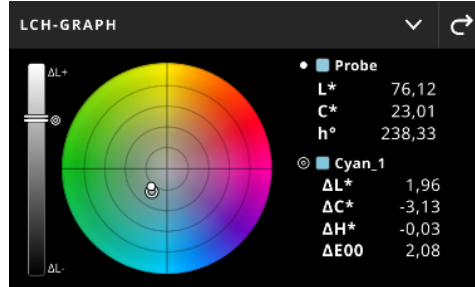 LCH-GRAPH
ΔL+
ΔL-
Probe
L* 76,12
C* 23,01
h° 238,33
Cyan_1
ΔL* 1,96
ΔC* -3,13
ΔH* -0,03
ΔE00 2,08